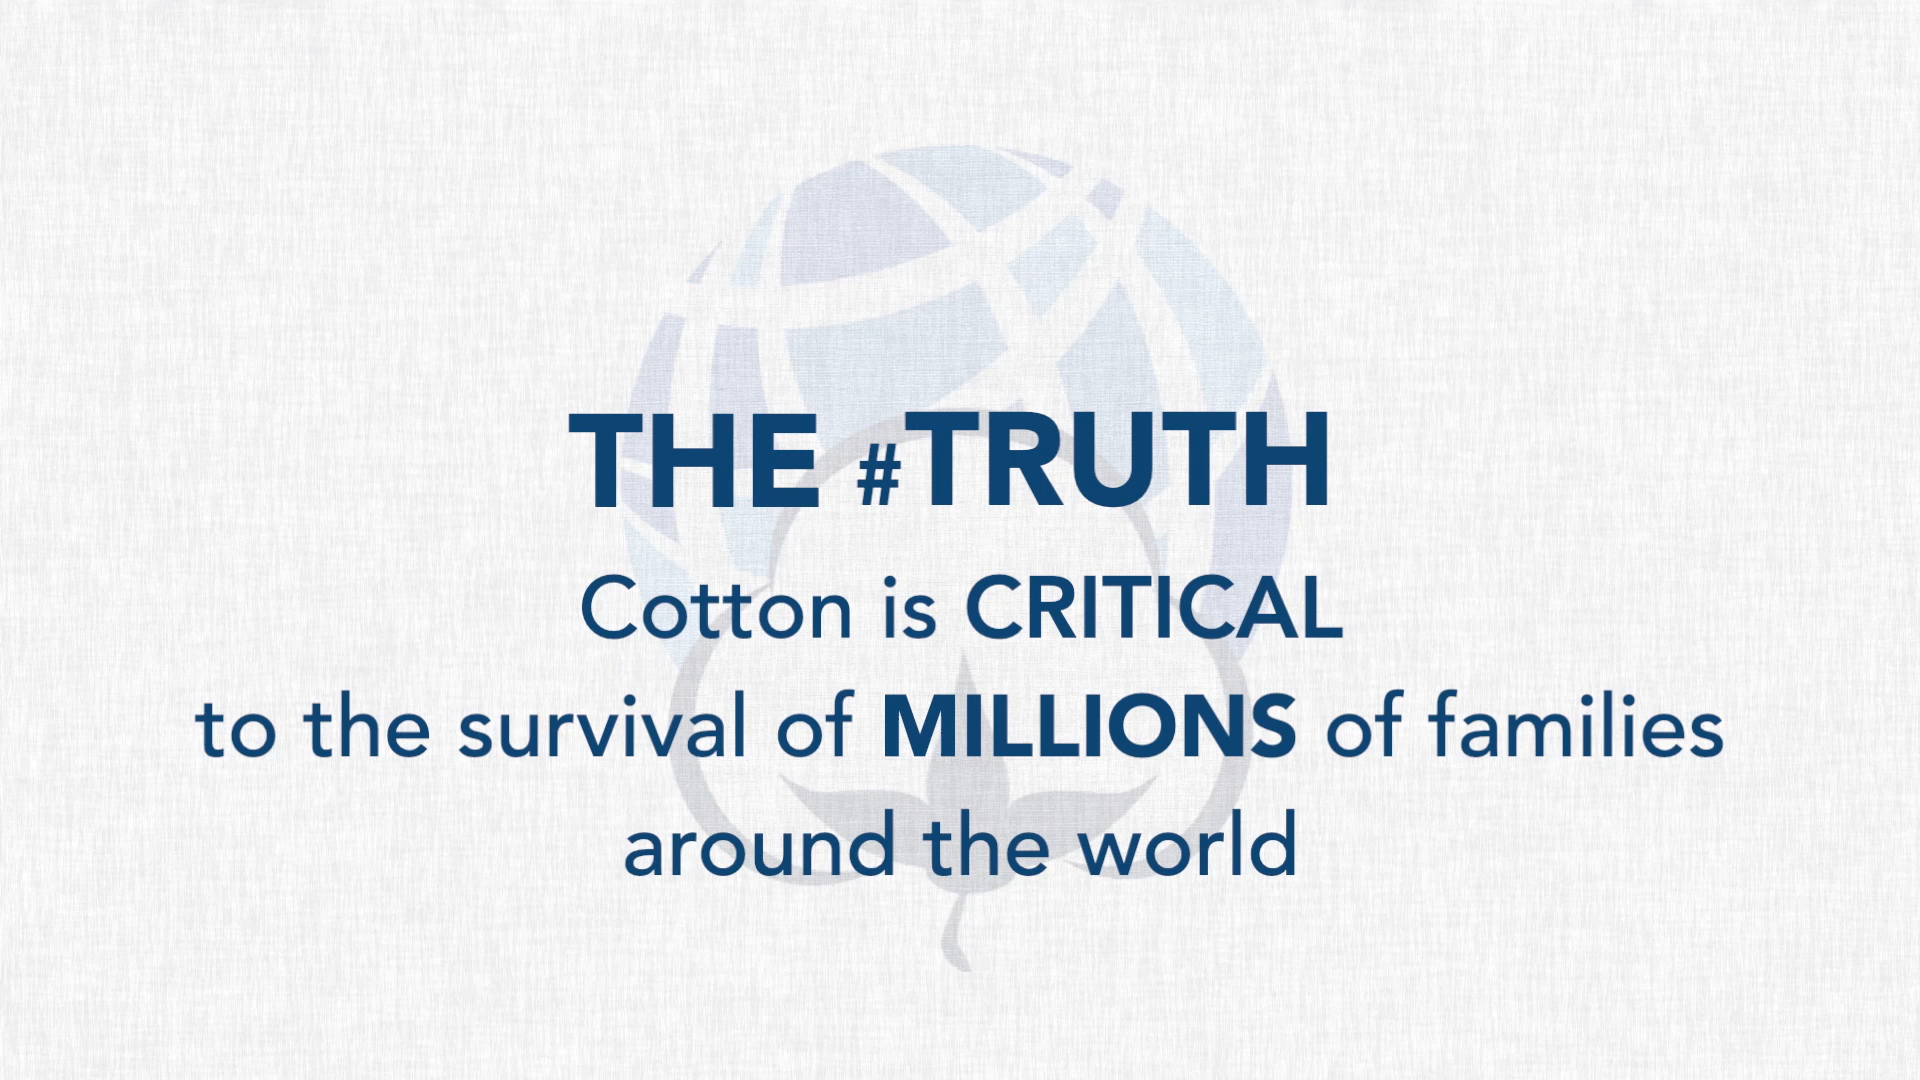 THE #TRUTH
Cotton is CRITICAL
to the survival of MILLIONS of families
around the world